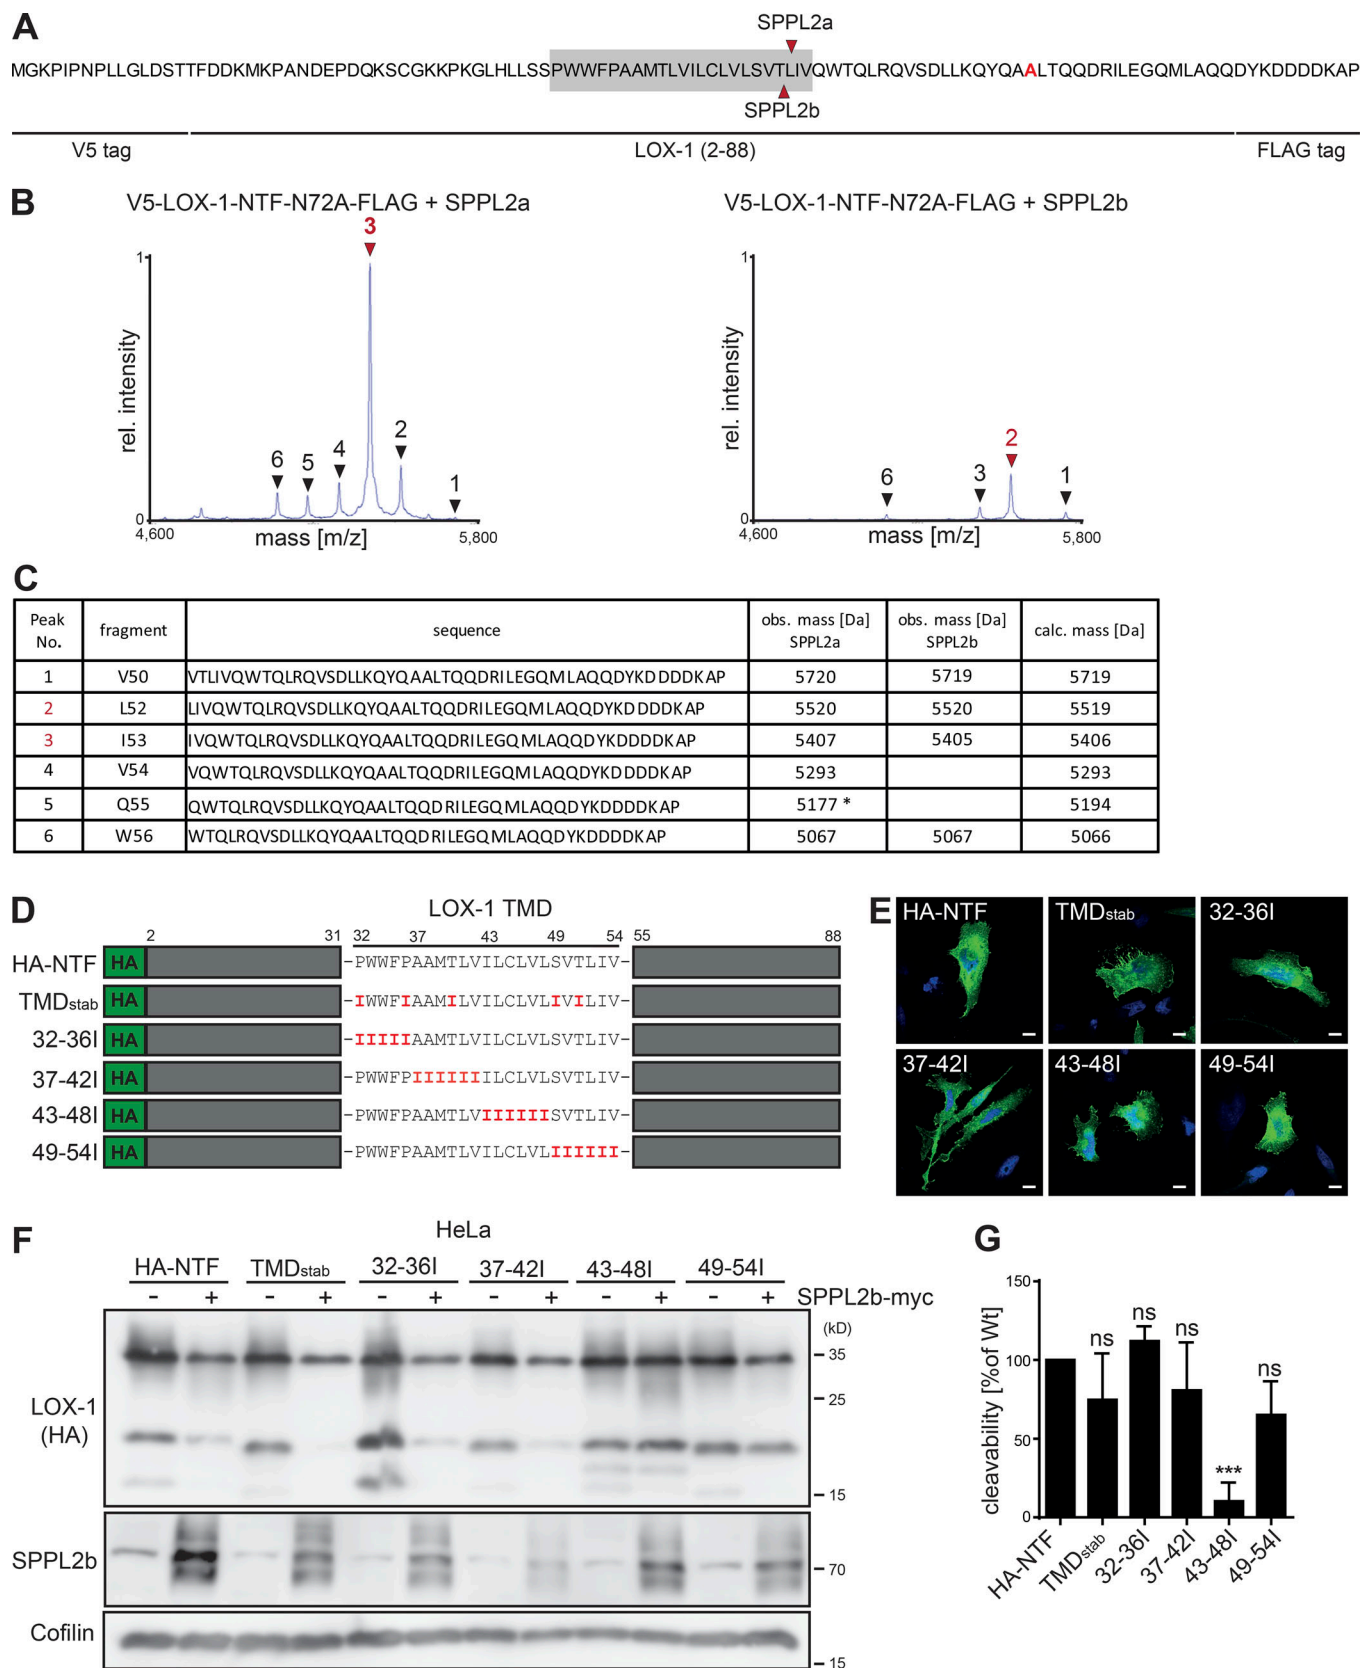 A
SPPL2a
MGKPIPNPLLGLDSTTFDDKMKPANDEPDQKSCGKKPKGLHLLSSPWWFPAAMTLVILCLVLSVTLIVQWTQLRQVSDLLKQYQAALTQQDRILEGQMLAQQDYKDDDDKAP
SPPL2b
V5 tag LOX-1 (2-88) FLAG tag
B
V5-LOX-1-NTF-N72A-FLAG + SPPL2a
rel. intensity
1
0
3
2
4
5
6
1
4,600 mass [m/z] 5,800
V5-LOX-1-NTF-N72A-FLAG + SPPL2b
rel. intensity
1
0
2
3
6
1
4,600 mass [m/z] 5,800
C
Peak No. fragment sequence obs. mass [Da] SPPL2a obs. mass [Da] SPPL2b calc. mass [Da]
1 V50 VTLIVQWTQLRQVSDLLKQYQAALTQQDRILEGQMLAQQDYKDDDDKAP 5720 5719 5719
2 L52 LIVQWTQLRQVSDLLKQYQAALTQQDRILEGQMLAQQDYKDDDDKAP 5520 5520 5519
3 I53 IVQWTQLRQVSDLLKQYQAALTQQDRILEGQMLAQQDYKDDDDKAP 5407 5405 5406
4 V54 VQWTQLRQVSDLLKQYQAALTQQDRILEGQMLAQQDYKDDDDKAP 5293 5293
5 Q55 QWTQLRQVSDLLKQYQAALTQQDRILEGQMLAQQDYKDDDDKAP 5177 * 5194
6 W56 WTQLRQVSDLLKQYQAALTQQDRILEGQMLAQQDYKDDDDKAP 5067 5067 5066
D
LOX-1 TMD
2 31 32 37 43 49 54 55 88
HA-NTF HA -PWWFPAAMTLVILCLVLSVTLIV-
TMDstab HA -IWWFIAAMILVILCLVLIVILIV-
32-36I HA -IIIIIAAMTLVILCLVLSVTLIV-
37-42I HA -PWWFPIIIIIIILCLVLSVTLIV-
43-48I HA -PWWFPAAMTLVIIIIIISVTLIV-
49-54I HA -PWWFPAAMTLVILCLVLIIIIII-
E
HA-NTF TMDstab 32-36I
37-42I 43-48I 49-54I
F
HeLa
HA-NTF TMDstab 32-36I 37-42I 43-48I 49-54I
- + - + - + - + - + - + SPPL2b-myc
(kD)
35
25
LOX-1
(HA)
15
SPPL2b
70
Cofilin
15
G
cleavability [%of Wt]
150
100
50
0
ns ns ns *** ns
HA-NTF TMDstab 32-36I 37-42I 43-48I 49-54I